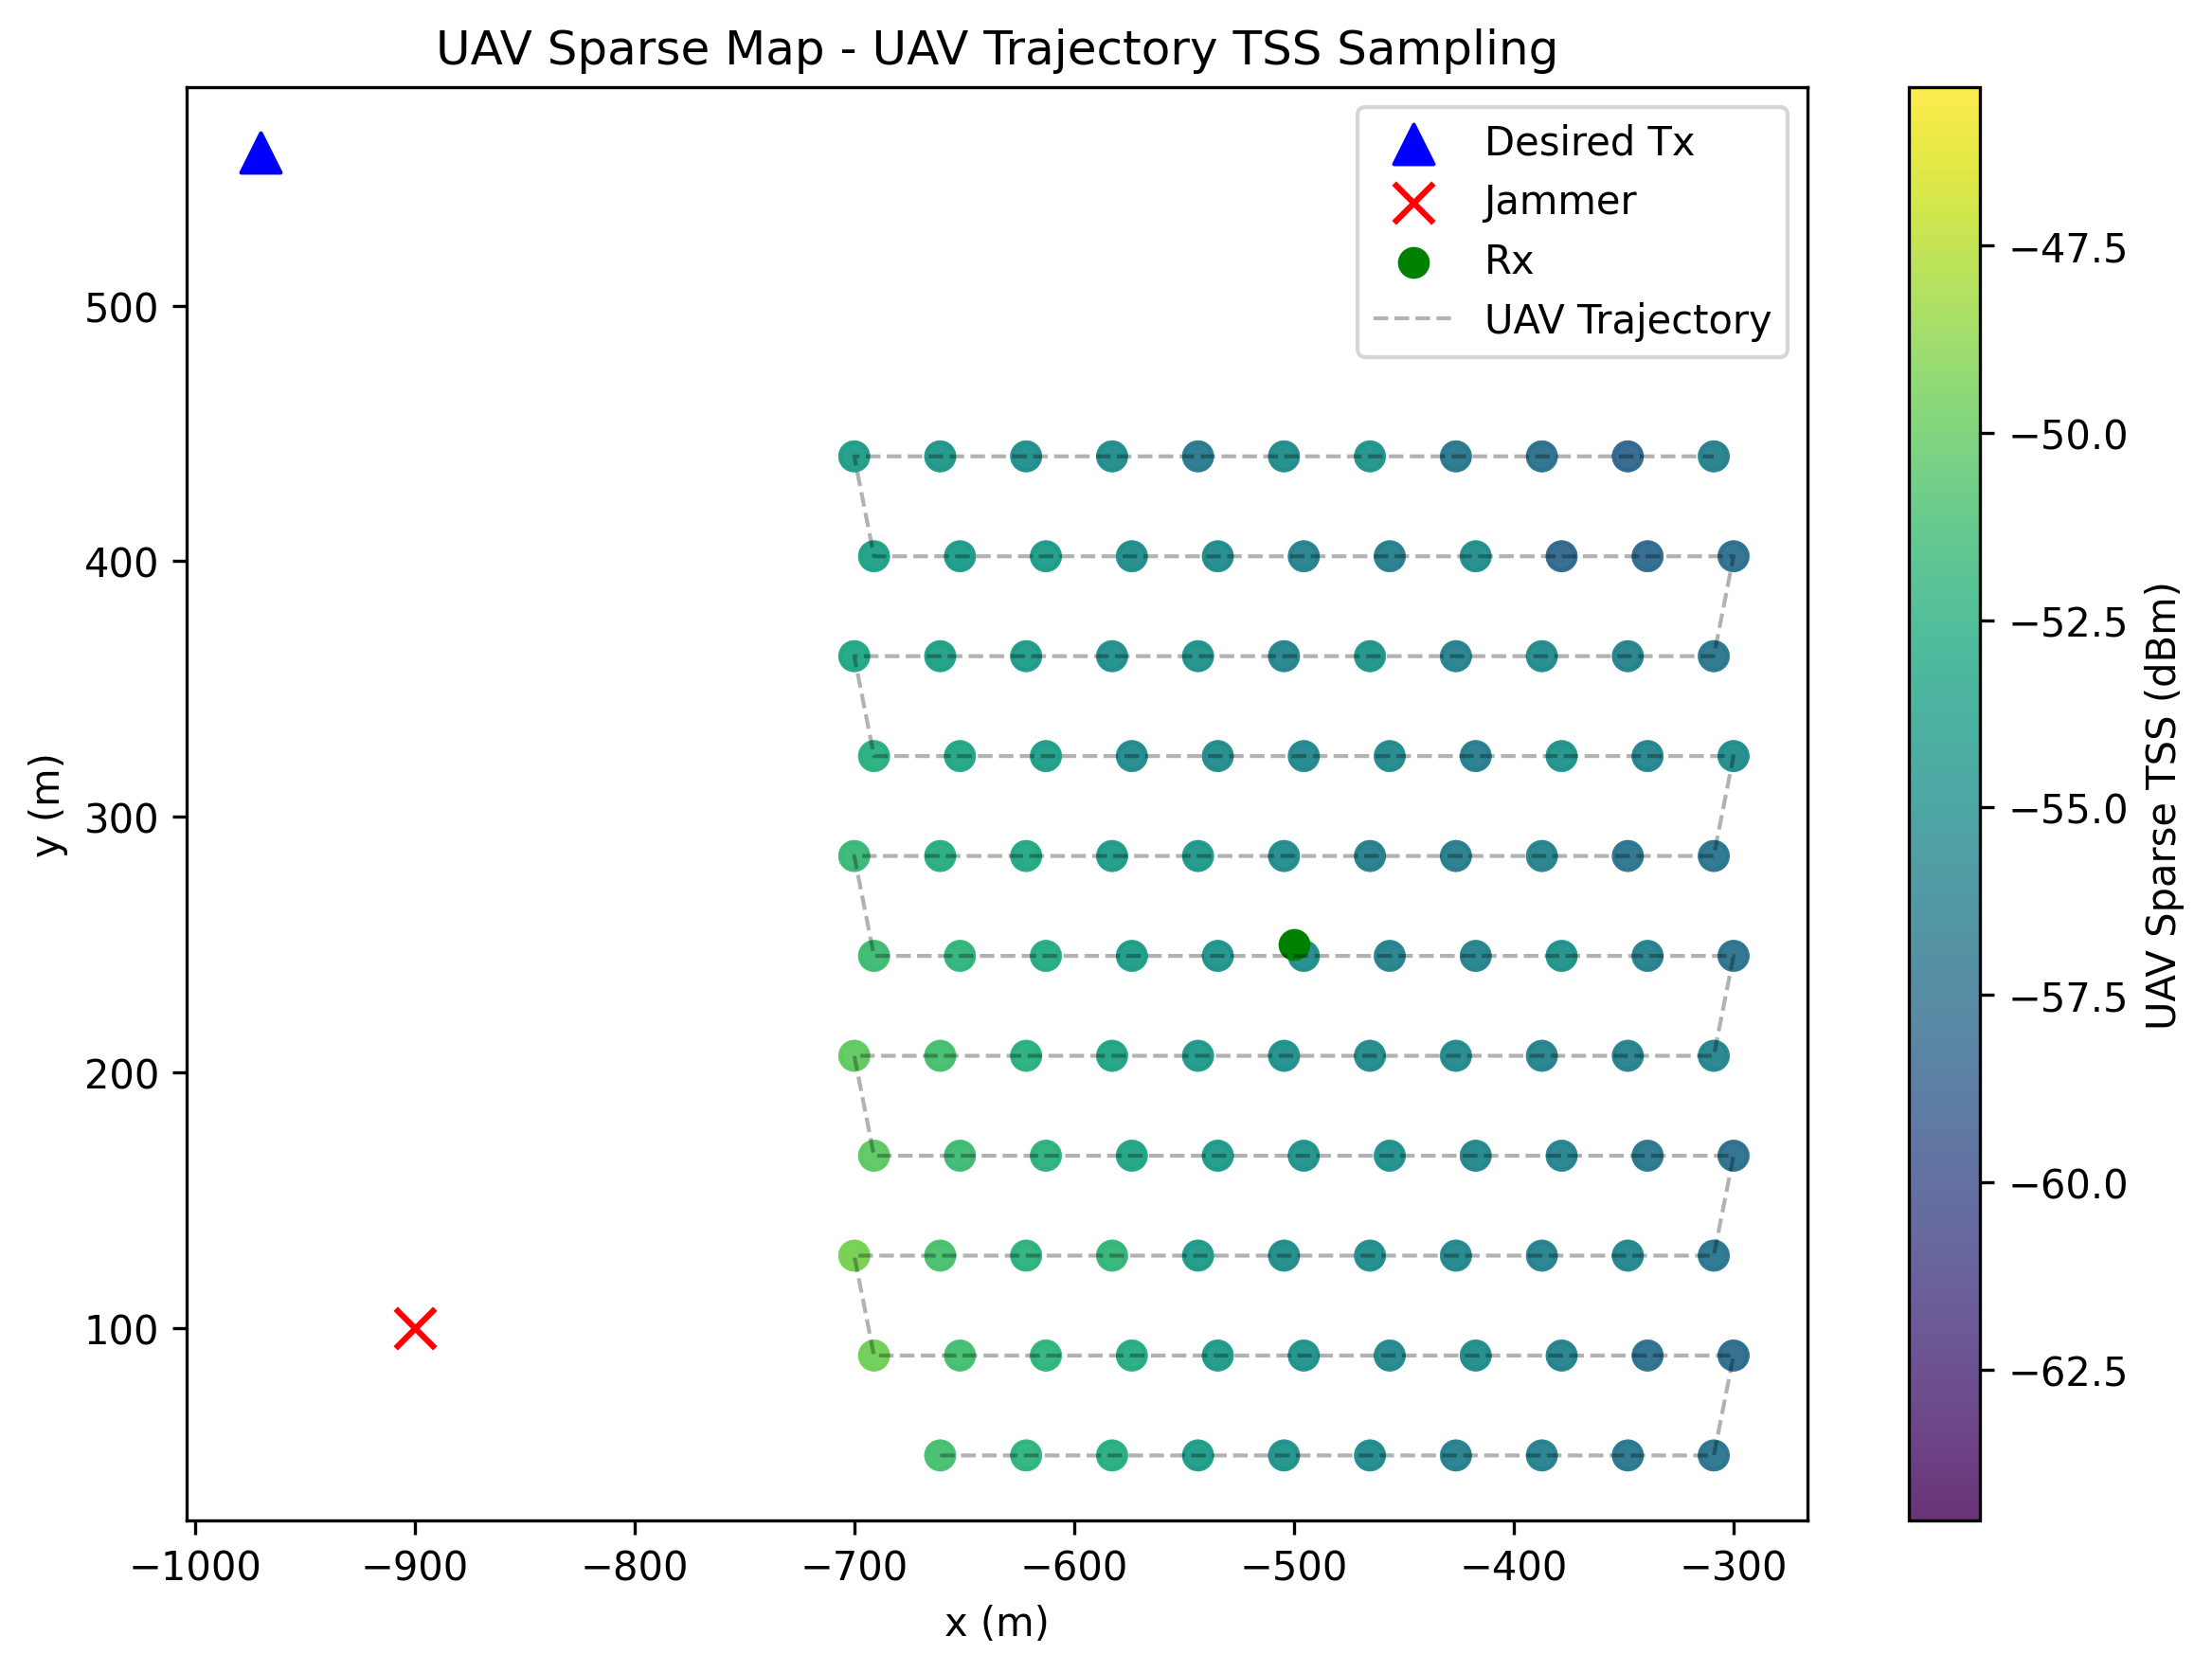 UAV Sparse Map - UAV Trajectory TSS Sampling
Desired Tx
Jammer
Rx
UAV Trajectory
y (m)
500
400
300
200
100
−1000 −900 −800 −700 −600 −500 −400 −300
x (m)
−47.5
−50.0
−52.5
−55.0
−57.5
−60.0
−62.5
UAV Sparse TSS (dBm)